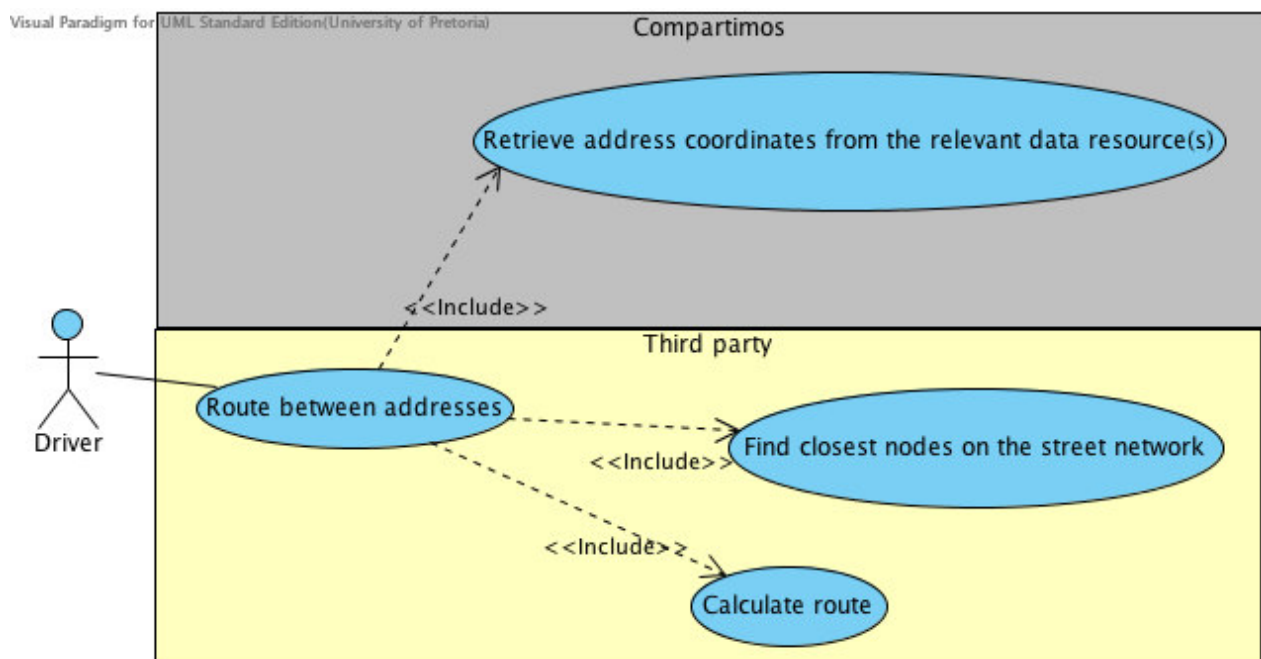 Visual Paradigm for UML Standard Edition(University of Pretoria)
Compartimos
Retrieve address coordinates from the relevant data resource(s)
<<Include>>
Third party
Driver
Route between addresses
Find closest nodes on the street network
<<Include>>
<<Include>>
Calculate route